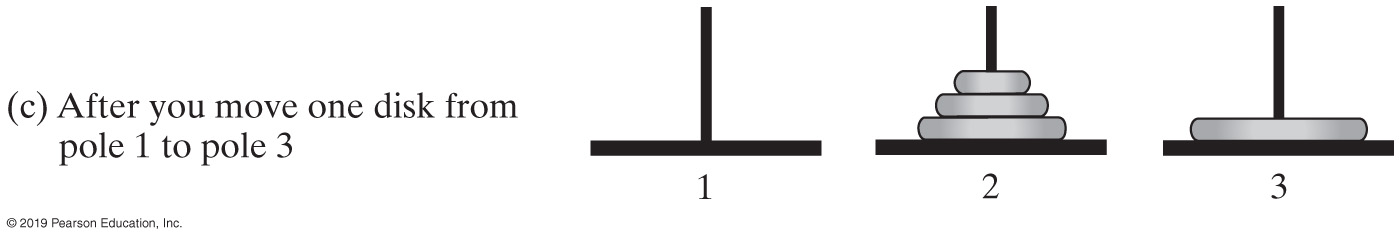 (c) After you move one disk from
pole 1 to pole 3
1 2 3
© 2019 Pearson Education, Inc.